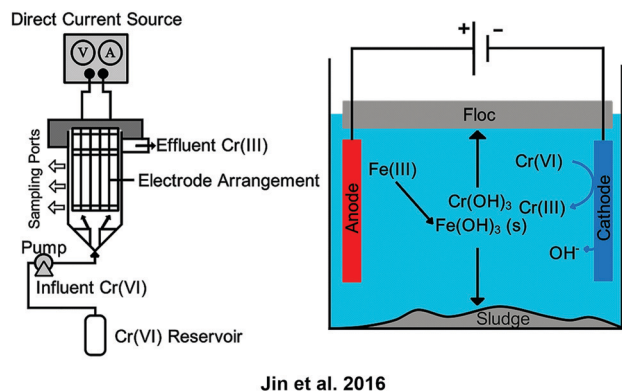 Direct Current Source
V A
Sampling Ports
Effluent Cr(III)
Electrode Arrangement
Pump
Influent Cr(VI)
Cr(VI) Reservoir
+ −
Floc
Anode
Fe(III)
Cr(OH)₃
Fe(OH)₃ (s)
Cr(VI)
Cr(III)
OH⁻
Cathode
Sludge
Jin et al. 2016